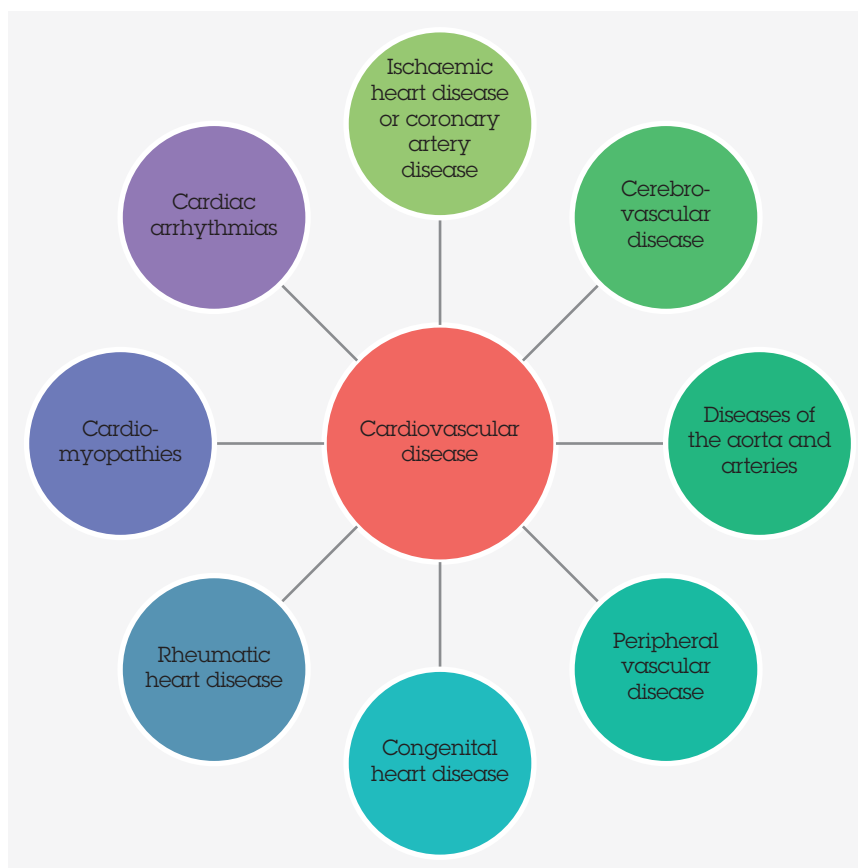 Ischaemic
heart disease
or coronary
artery
disease
Cerebro-
vascular
disease
Diseases of
the aorta and
arteries
Peripheral
vascular
disease
Congenital
heart disease
Rheumatic
heart disease
Cardio-
myopathies
Cardiac
arrhythmias
Cardiovascular
disease